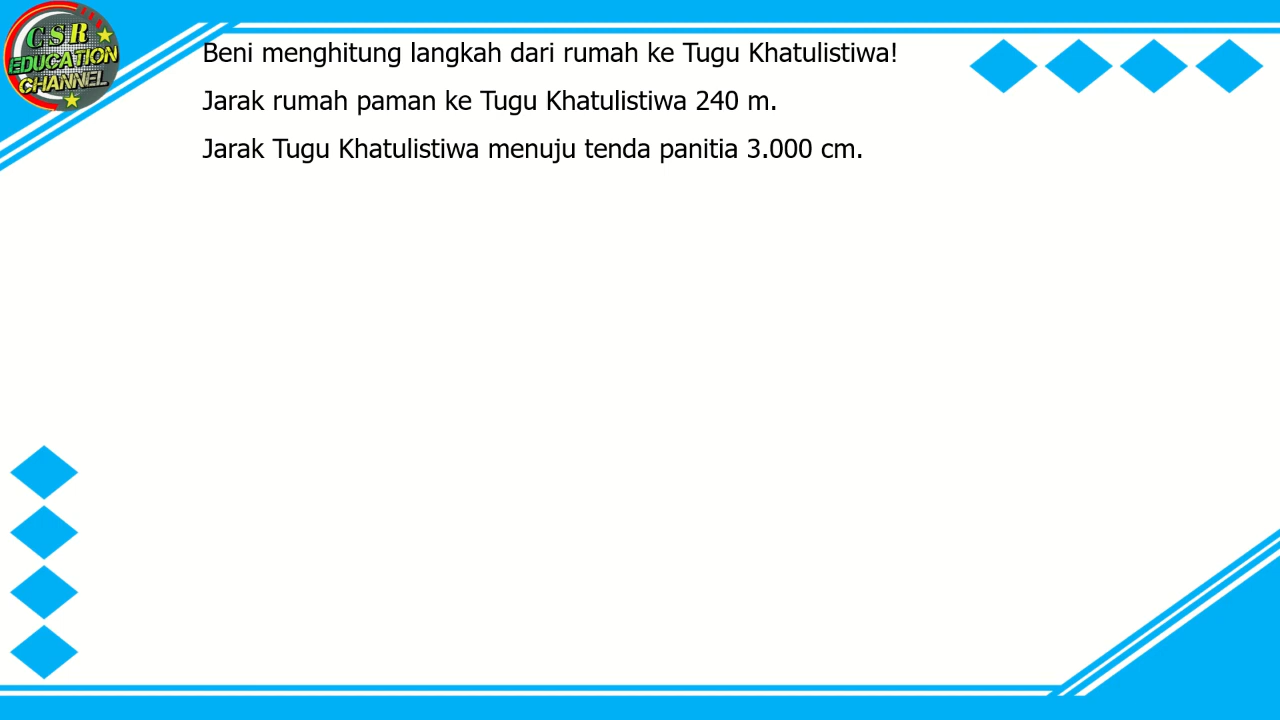 CSR
EDUCATION
CHANNEL
Beni menghitung langkah dari rumah ke Tugu Khatulistiwa!
Jarak rumah paman ke Tugu Khatulistiwa 240 m.
Jarak Tugu Khatulistiwa menuju tenda panitia 3.000 cm.